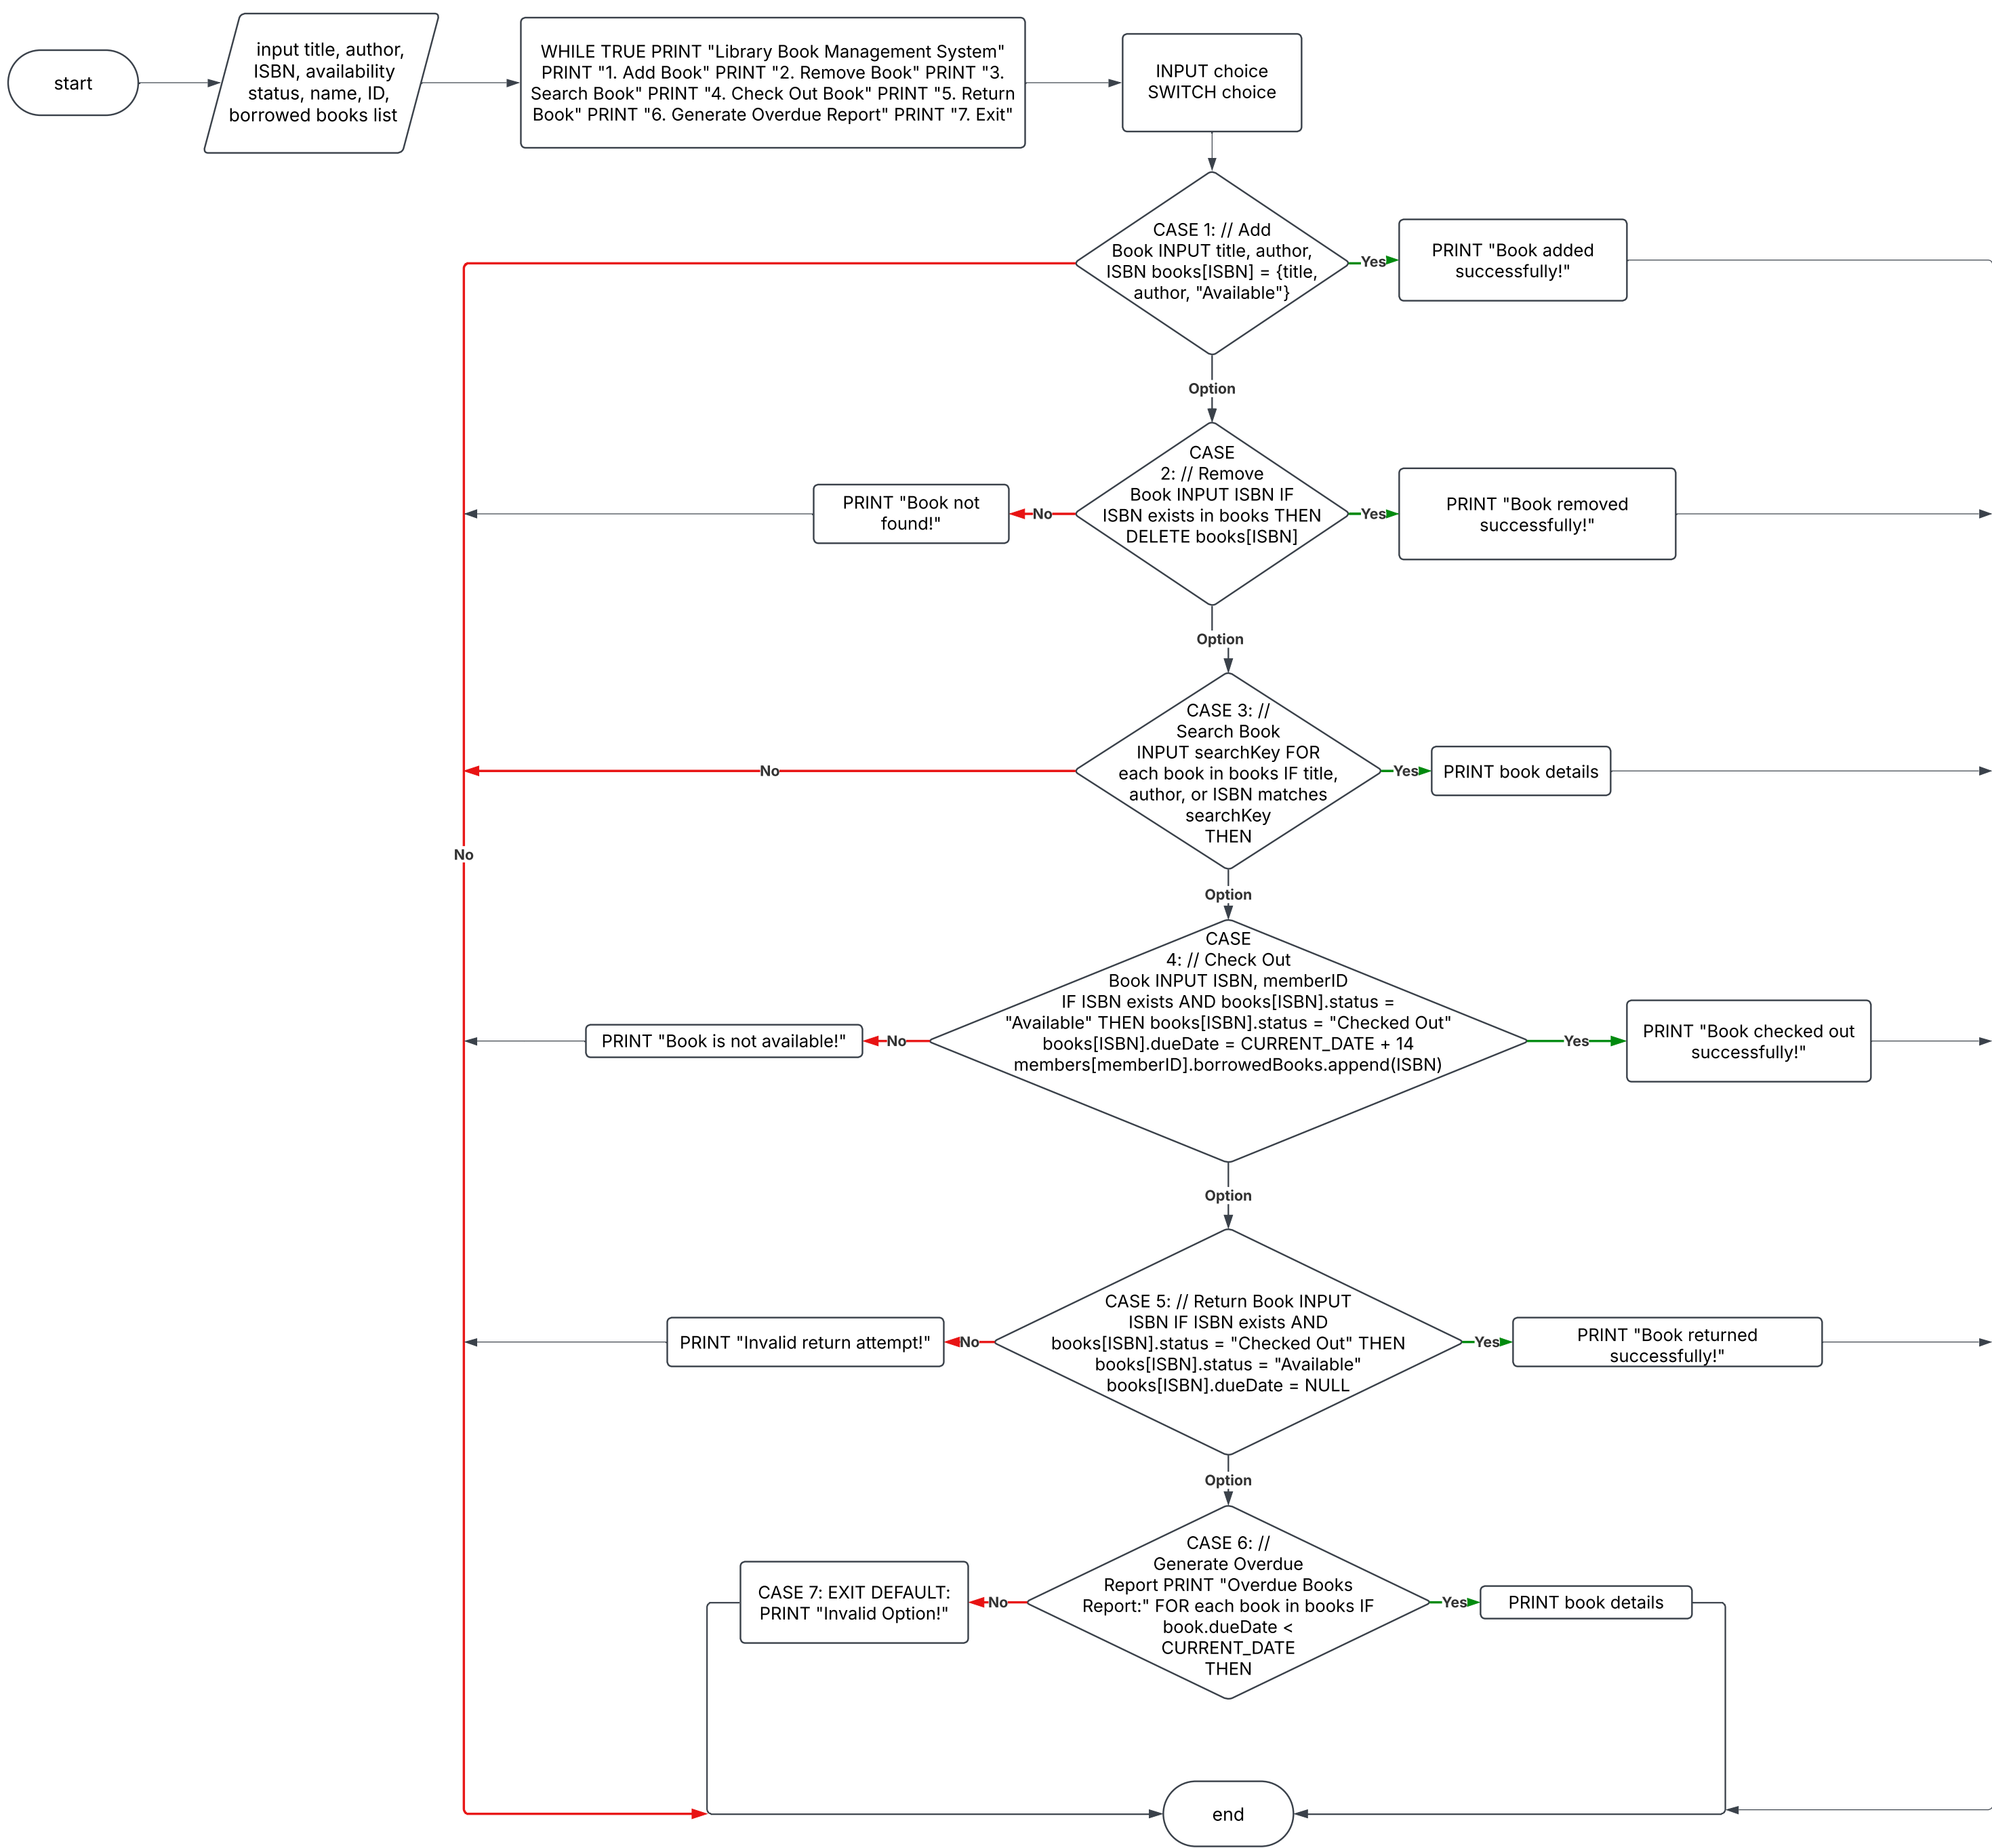 start
input title, author,
ISBN, availability
status, name, ID,
borrowed books list
WHILE TRUE PRINT "Library Book Management System"
PRINT "1. Add Book" PRINT "2. Remove Book" PRINT "3.
Search Book" PRINT "4. Check Out Book" PRINT "5. Return
Book" PRINT "6. Generate Overdue Report" PRINT "7. Exit"
INPUT choice
SWITCH choice
CASE 1: // Add
Book INPUT title, author,
ISBN books[ISBN] = {title,
author, "Available"}
Yes
PRINT "Book added
successfully!"
Option
CASE
2: // Remove
Book INPUT ISBN IF
ISBN exists in books THEN
DELETE books[ISBN]
No
PRINT "Book not
found!"
Yes
PRINT "Book removed
successfully!"
Option
CASE 3: //
Search Book
INPUT searchKey FOR
each book in books IF title,
author, or ISBN matches
searchKey
THEN
No
Yes
PRINT book details
No
Option
CASE
4: // Check Out
Book INPUT ISBN, memberID
IF ISBN exists AND books[ISBN].status =
"Available" THEN books[ISBN].status = "Checked Out"
books[ISBN].dueDate = CURRENT_DATE + 14
members[memberID].borrowedBooks.append(ISBN)
No
PRINT "Book is not available!"
Yes
PRINT "Book checked out
successfully!"
Option
CASE 5: // Return Book INPUT
ISBN IF ISBN exists AND
books[ISBN].status = "Checked Out" THEN
books[ISBN].status = "Available"
books[ISBN].dueDate = NULL
No
PRINT "Invalid return attempt!"
Yes
PRINT "Book returned
successfully!"
Option
CASE 6: //
Generate Overdue
Report PRINT "Overdue Books
Report:" FOR each book in books IF
book.dueDate <
CURRENT_DATE
THEN
No
CASE 7: EXIT DEFAULT:
PRINT "Invalid Option!"
Yes
PRINT book details
end